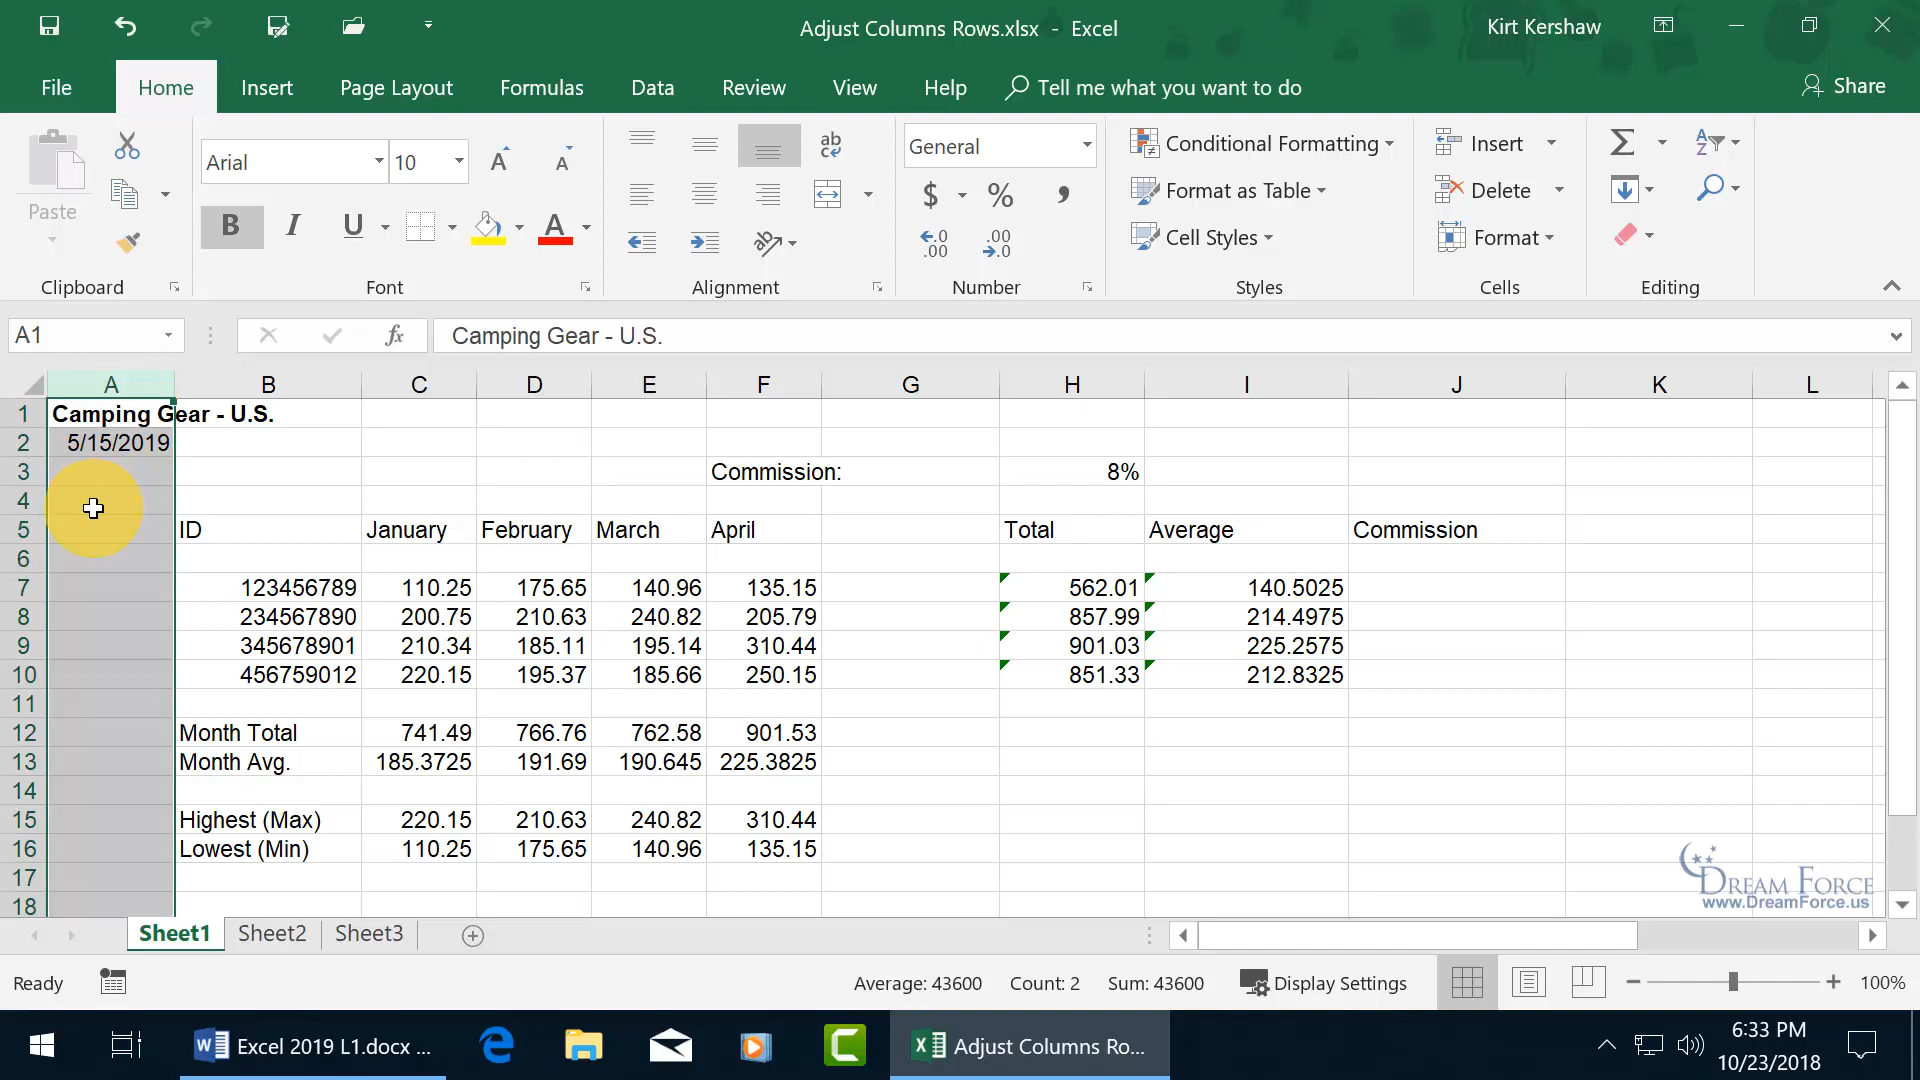 Adjust Columns Rows.xlsx - Excel
Kirt Kershaw
File Home Insert Page Layout Formulas Data Review View Help Tell me what you want to do Share
Paste
Arial 10
B I U A
Clipboard Font
ab
Alignment
General
$ % ,
Number
Conditional Formatting
Format as Table
Cell Styles
Styles
Insert
Delete
Format
Cells
Editing
A1 fx Camping Gear - U.S.
A B C D E F G H I J K L
1 Camping Gear - U.S.
2 5/15/2019
3 Commission: 8%
4
5 ID January February March April Total Average Commission
6
7 123456789 110.25 175.65 140.96 135.15 562.01 140.5025
8 234567890 200.75 210.63 240.82 205.79 857.99 214.4975
9 345678901 210.34 185.11 195.14 310.44 901.03 225.2575
10 456759012 220.15 195.37 185.66 250.15 851.33 212.8325
11
12 Month Total 741.49 766.76 762.58 901.53
13 Month Avg. 185.3725 191.69 190.645 225.3825
14
15 Highest (Max) 220.15 210.63 240.82 310.44
16 Lowest (Min) 110.25 175.65 140.96 135.15
17
18
Dream Force
www.DreamForce.us
Sheet1 Sheet2 Sheet3
Ready Average: 43600 Count: 2 Sum: 43600 Display Settings 100%
Excel 2019 L1.docx ...
Adjust Columns Ro...
6:33 PM
10/23/2018